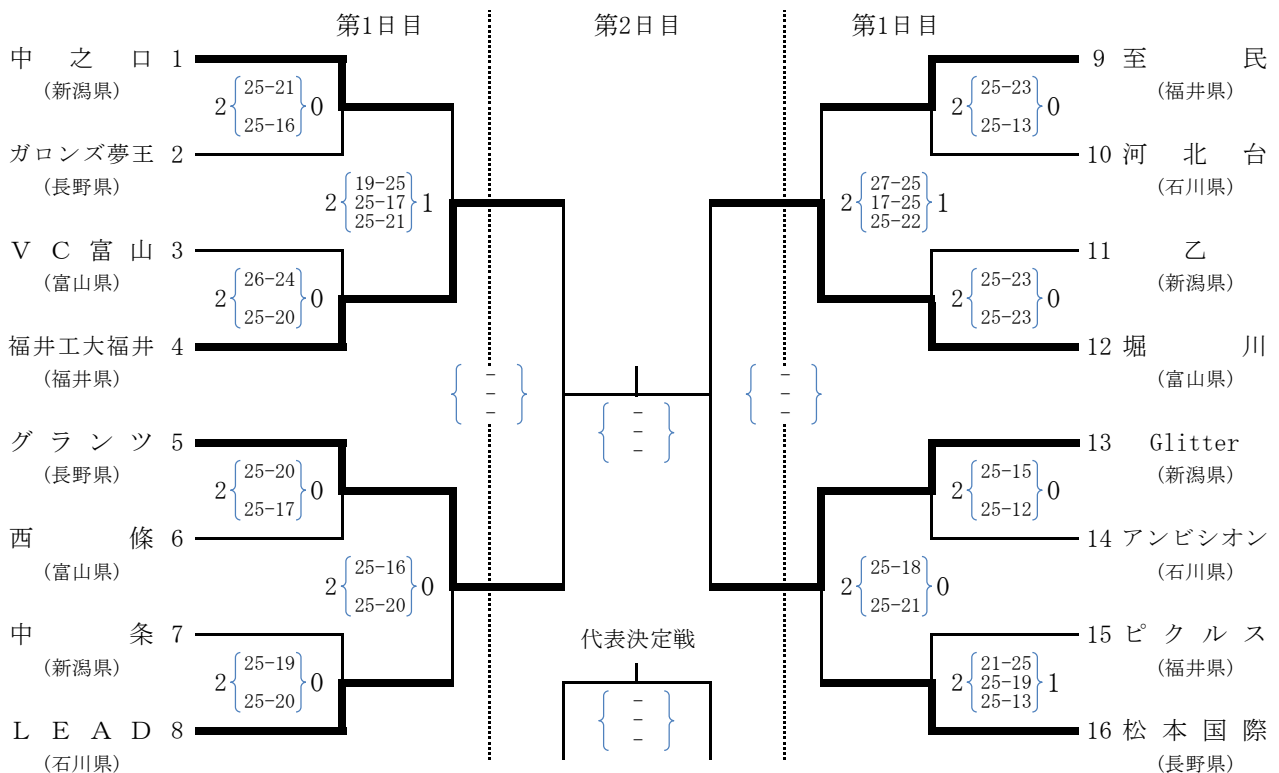 第1日目
第2日目
第1日目
中之口 1
(新潟県)
2 25-21 0
25-16
ガロンズ夢王 2
(長野県)
2 19-25 1
25-17
25-21
VC富山 3
(富山県)
2 26-24 0
25-20
福井工大福井 4
(福井県)
グランツ 5
(長野県)
2 25-20 0
25-17
西條 6
(富山県)
2 25-16 0
25-20
中条 7
(新潟県)
2 25-19 0
25-20
LEAD 8
(石川県)
-
-
-
-
-
-
-
-
-
代表決定戦
-
-
-
9 至民
(福井県)
2 25-23 0
25-13
10 河北台
(石川県)
2 27-25 1
17-25
25-22
11 乙
(新潟県)
2 25-23 0
25-23
12 堀川
(富山県)
13 Glitter
(新潟県)
2 25-15 0
25-12
14 アンビシオン
(石川県)
2 25-18 0
25-21
15 ピクルス
(福井県)
2 21-25 1
25-19
25-13
16 松本国際
(長野県)